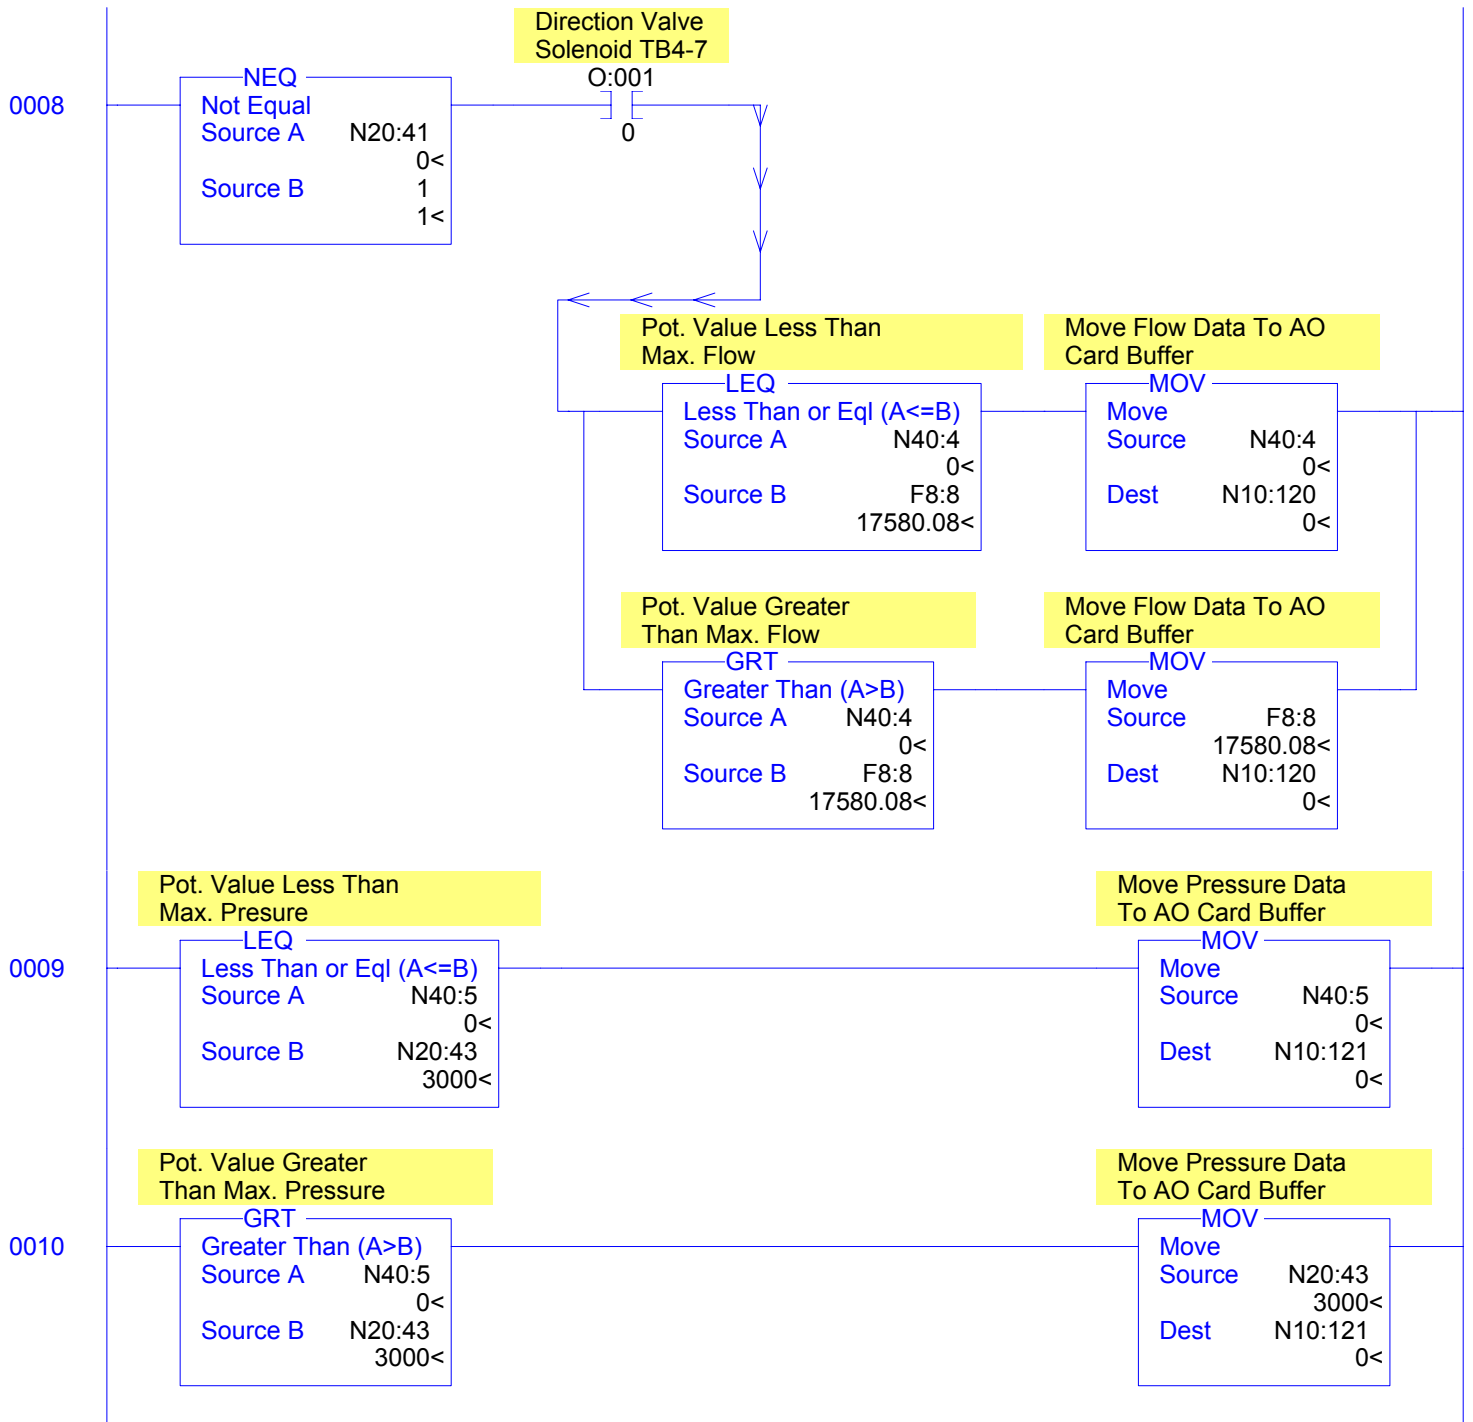 Direction Valve
Solenoid TB4-7
O:001
0
0008
NEQ
Not Equal
Source A N20:41
0<
Source B 1
1<
Pot. Value Less Than
Max. Flow
LEQ
Less Than or Eql (A<=B)
Source A N40:4
0<
Source B F8:8
17580.08<
Move Flow Data To AO
Card Buffer
MOV
Move
Source N40:4
0<
Dest N10:120
0<
Pot. Value Greater
Than Max. Flow
GRT
Greater Than (A>B)
Source A N40:4
0<
Source B F8:8
17580.08<
Move Flow Data To AO
Card Buffer
MOV
Move
Source F8:8
17580.08<
Dest N10:120
0<
0009
Pot. Value Less Than
Max. Presure
LEQ
Less Than or Eql (A<=B)
Source A N40:5
0<
Source B N20:43
3000<
Move Pressure Data
To AO Card Buffer
MOV
Move
Source N40:5
0<
Dest N10:121
0<
0010
Pot. Value Greater
Than Max. Pressure
GRT
Greater Than (A>B)
Source A N40:5
0<
Source B N20:43
3000<
Move Pressure Data
To AO Card Buffer
MOV
Move
Source N20:43
3000<
Dest N10:121
0<